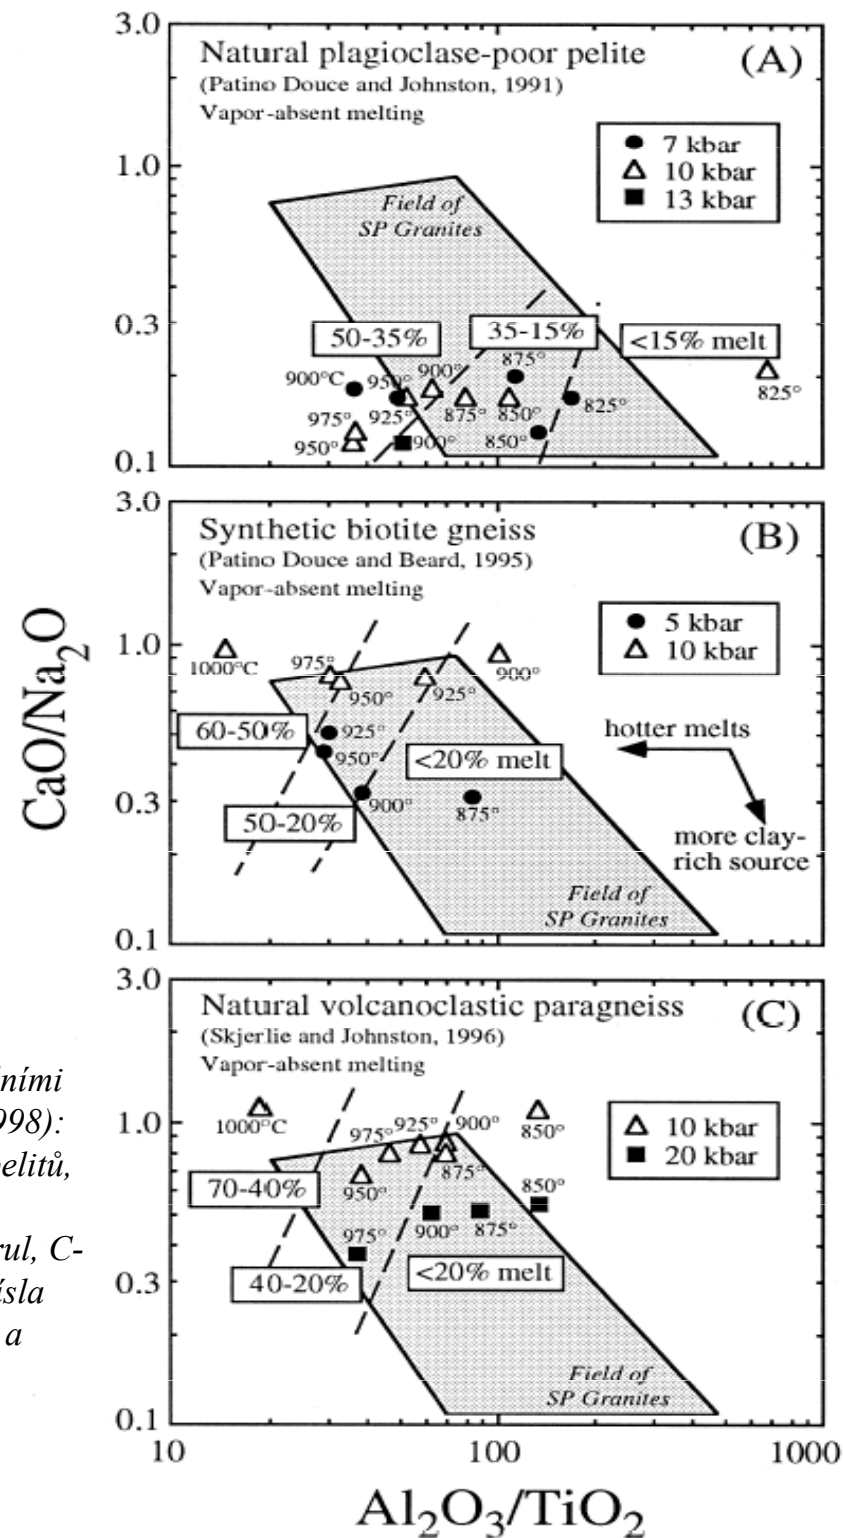 Natural plagioclase-poor pelite (A)
(Patino Douce and Johnston, 1991)
Vapor-absent melting
7 kbar
10 kbar
13 kbar
Field of
SP Granites
50-35%
35-15%
<15% melt
900°C
950°
900°
875°
825°
975°
925°
875°
850°
825°
950°
900°
850°
3.0
1.0
0.3
0.1
Synthetic biotite gneiss (B)
(Patino Douce and Beard, 1995)
Vapor-absent melting
5 kbar
10 kbar
1000°C
975°
950°
925°
900°
60-50%
925°
950°
<20% melt
hotter melts
50-20%
900°
875°
more clay-
rich source
Field of
SP Granites
3.0
1.0
0.3
0.1
CaO/Na2O
Natural volcanoclastic paragneiss (C)
(Skjerlie and Johnston, 1996)
Vapor-absent melting
10 kbar
20 kbar
1000°C
975°
925°
900°
850°
70-40%
950°
875°
850°
975°
900°
875°
40-20%
<20% melt
Field of
SP Granites
3.0
1.0
0.3
0.1
10 100 1000
Al2O3/TiO2
ními
998):
elitů,
rul, C-
ísla
a